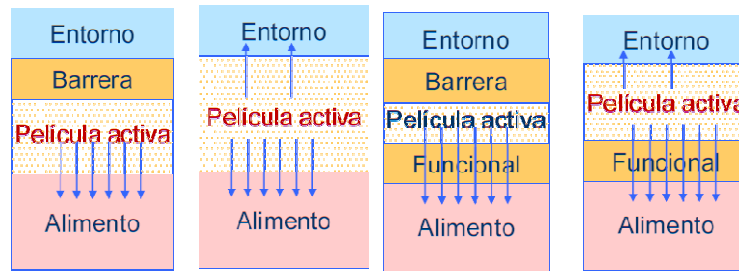 Entorno
Barrera
Película activa
Alimento
Entorno
Película activa
Alimento
Entorno
Barrera
Película activa
Funcional
Alimento
Entorno
Película activa
Funcional
Alimento